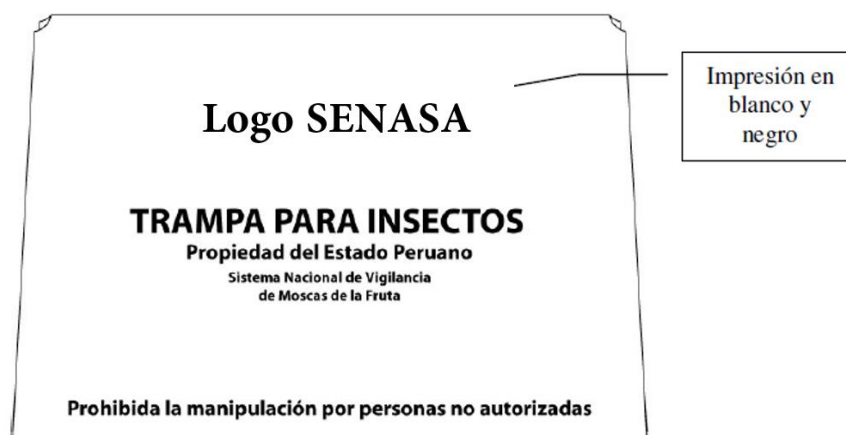 Logo SENASA
Impresión en
blanco y
negro
TRAMPA PARA INSECTOS
Propiedad del Estado Peruano
Sistema Nacional de Vigilancia
de Moscas de la Fruta
Prohibida la manipulación por personas no autorizadas